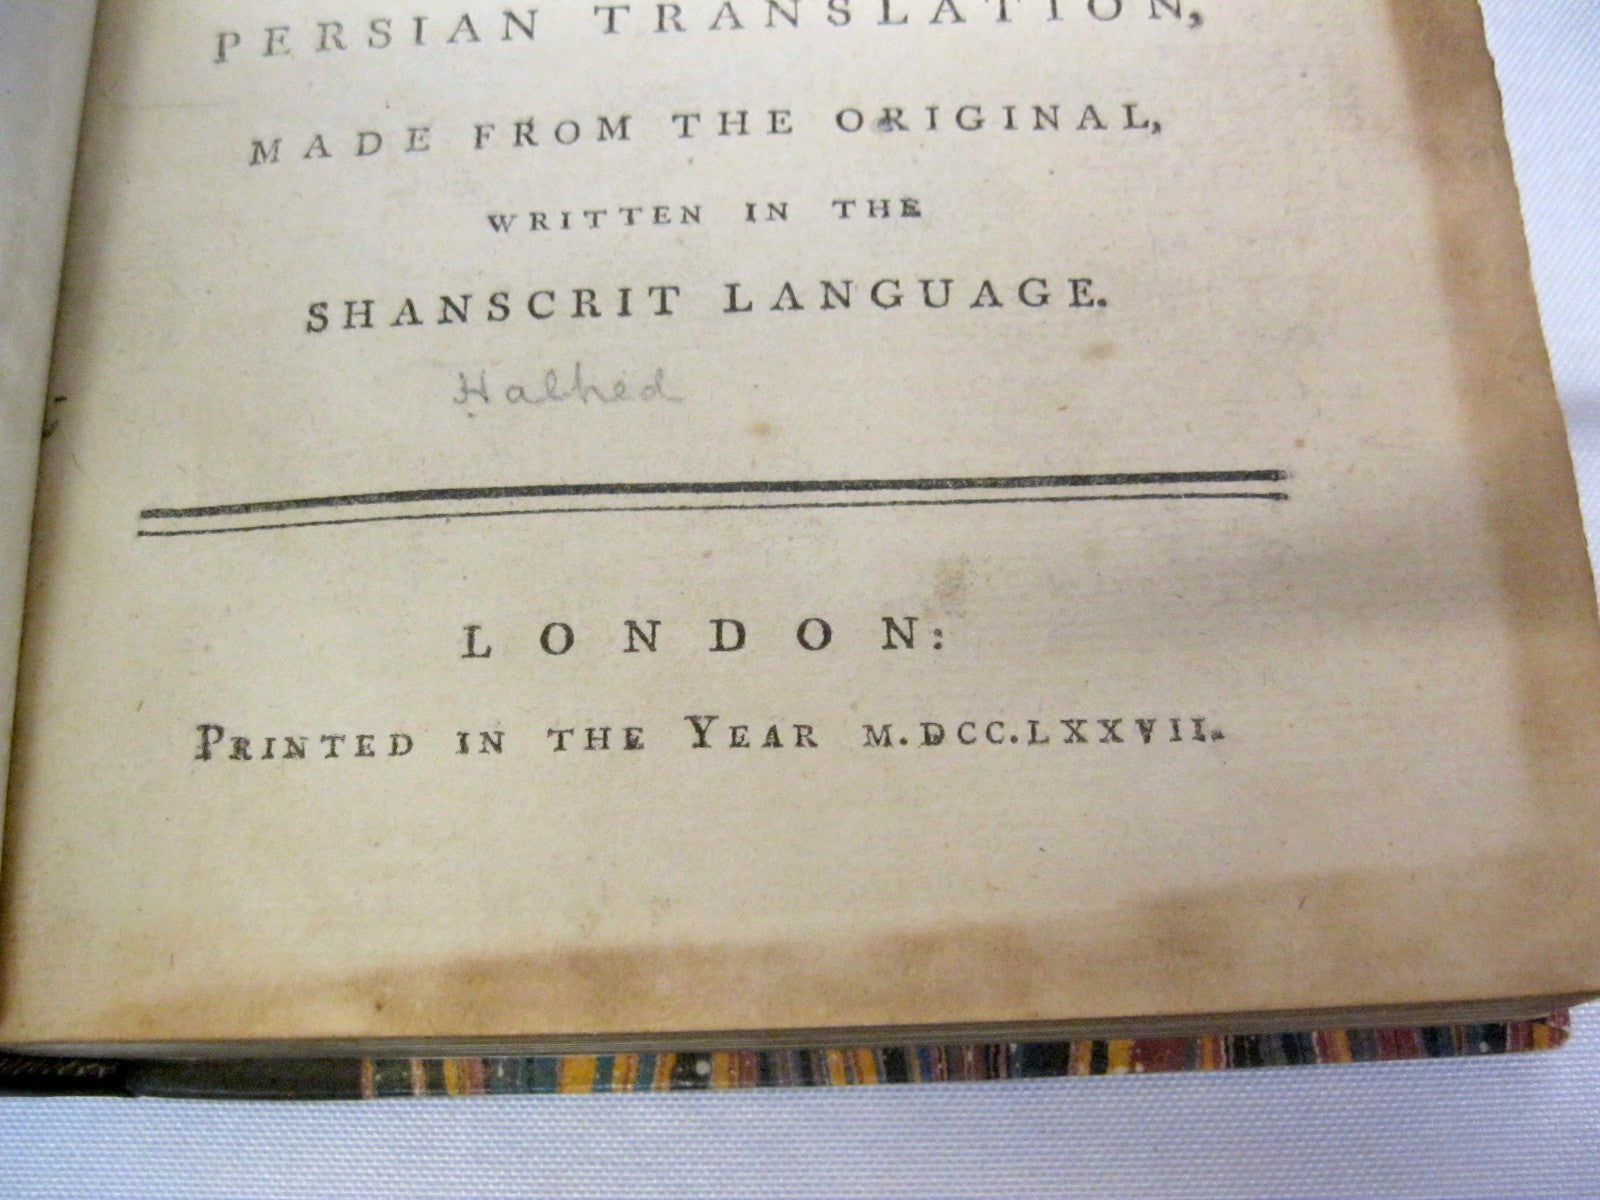 PERSIAN TRANSLATION,
MADE FROM THE ORIGINAL,
WRITTEN IN THE
SHANSCRIT LANGUAGE.
Halhed
LONDON:
PRINTED IN THE YEAR M.DCC.LXXVII.